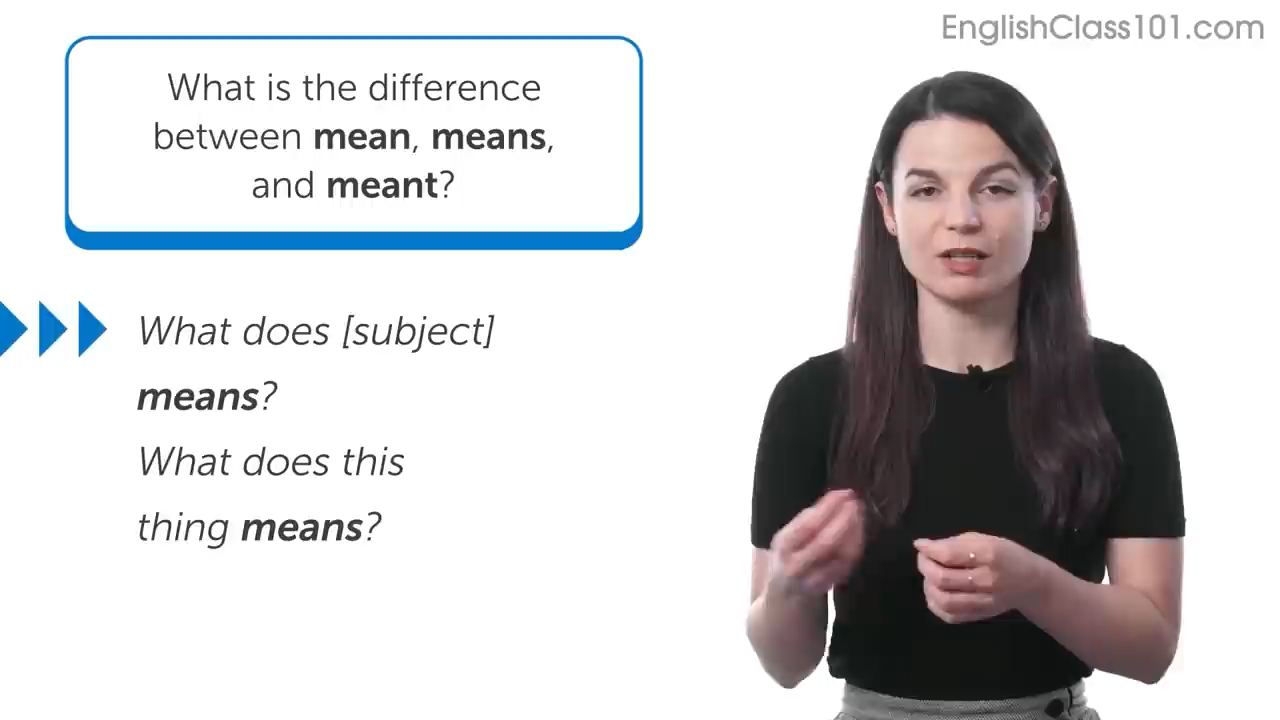 EnglishClass101.com
What is the difference
between mean, means,
and meant?
What does [subject]
means?
What does this
thing means?